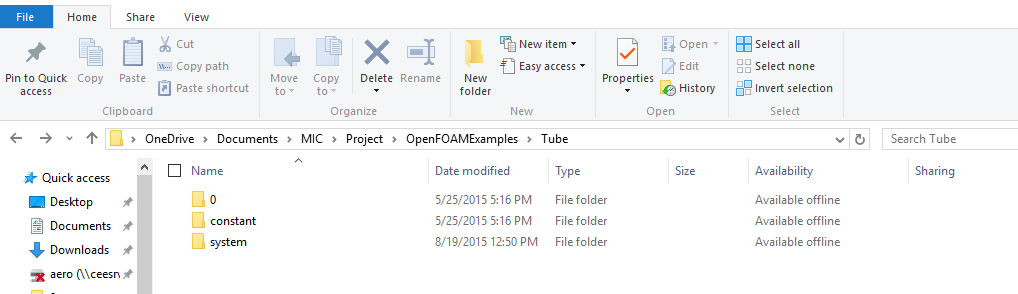 File Home Share View
Pin to Quick access
Copy
Paste
Cut
Copy path
Paste shortcut
Clipboard
Move to
Copy to
Delete
Rename
Organize
New folder
New item
Easy access
New
Properties
Open
Edit
History
Open
Select all
Select none
Invert selection
Select
OneDrive > Documents > MIC > Project > OpenFOAMExamples > Tube
Search Tube
Quick access
Desktop
Documents
Downloads
aero (\\ceesrv
Name Date modified Type Size Availability Sharing
0 5/25/2015 5:16 PM File folder Available offline
constant 5/25/2015 5:16 PM File folder Available offline
system 8/19/2015 12:50 PM File folder Available offline